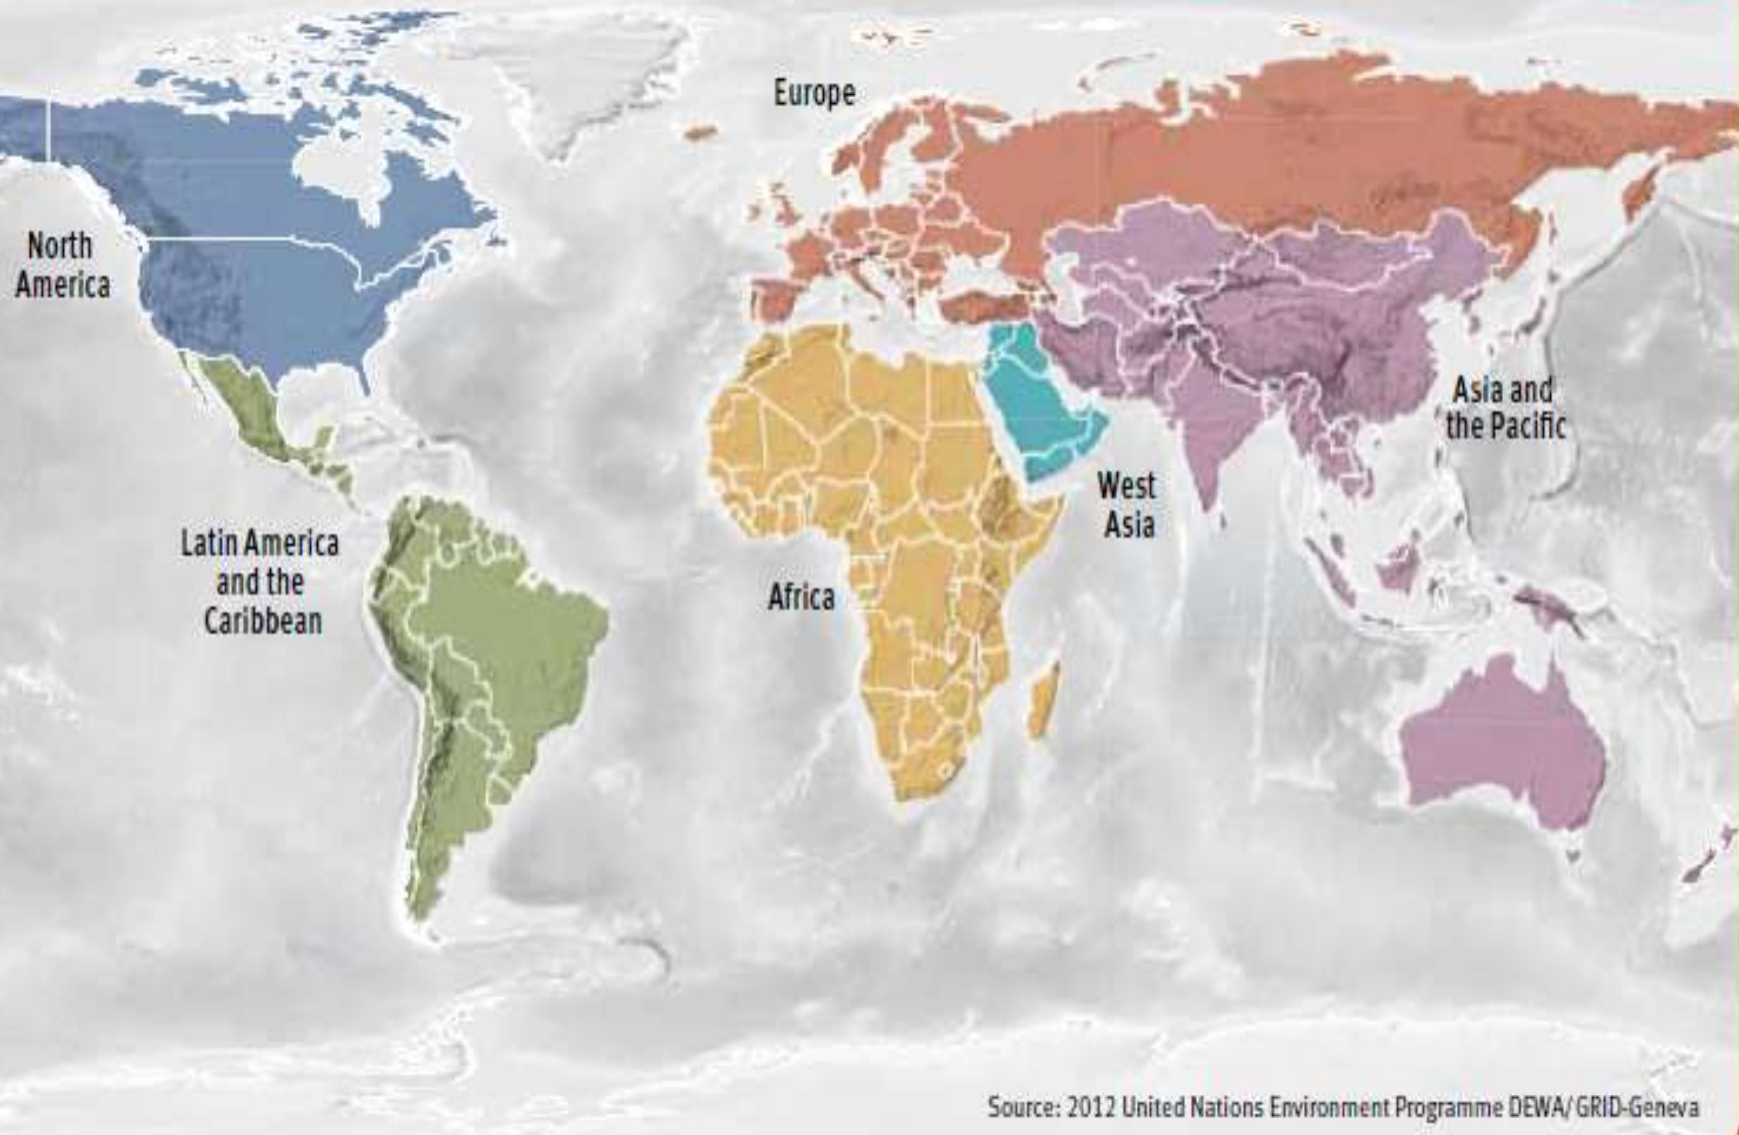 Europe
North
America
Asia and
the Pacific
West
Asia
Latin America
and the
Caribbean
Africa
Source: 2012 United Nations Environment Programme DEWA/GRID-Geneva